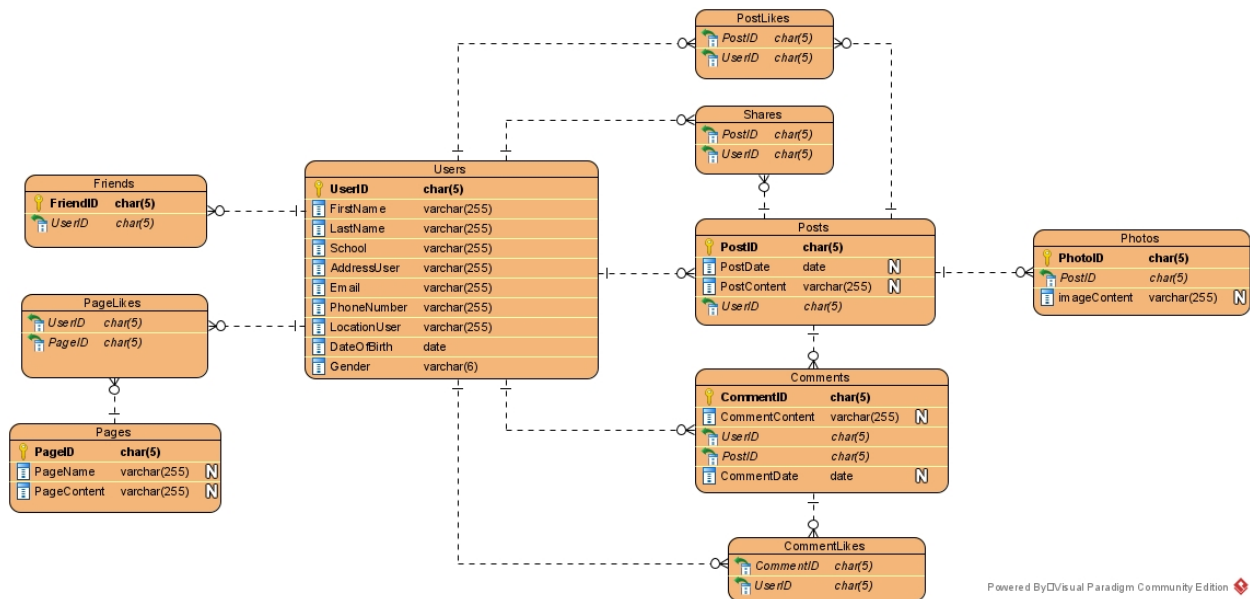 PostLikes
PostID char(5)
UserID char(5)
Shares
PostID char(5)
UserID char(5)
Users
UserID char(5)
FirstName varchar(255)
LastName varchar(255)
School varchar(255)
AddressUser varchar(255)
Email varchar(255)
PhoneNumber varchar(255)
LocationUser varchar(255)
DateOfBirth date
Gender varchar(6)
Friends
FriendID char(5)
UserID char(5)
PageLikes
UserID char(5)
PageID char(5)
Pages
PageID char(5)
PageName varchar(255) N
PageContent varchar(255) N
Posts
PostID char(5)
PostDate date N
PostContent varchar(255) N
UserID char(5)
Photos
PhotoID char(5)
PostID char(5)
imageContent varchar(255) N
Comments
CommentID char(5)
CommentContent varchar(255) N
UserID char(5)
PostID char(5)
CommentDate date N
CommentLikes
CommentID char(5)
UserID char(5)
Powered By□Visual Paradigm Community Edition